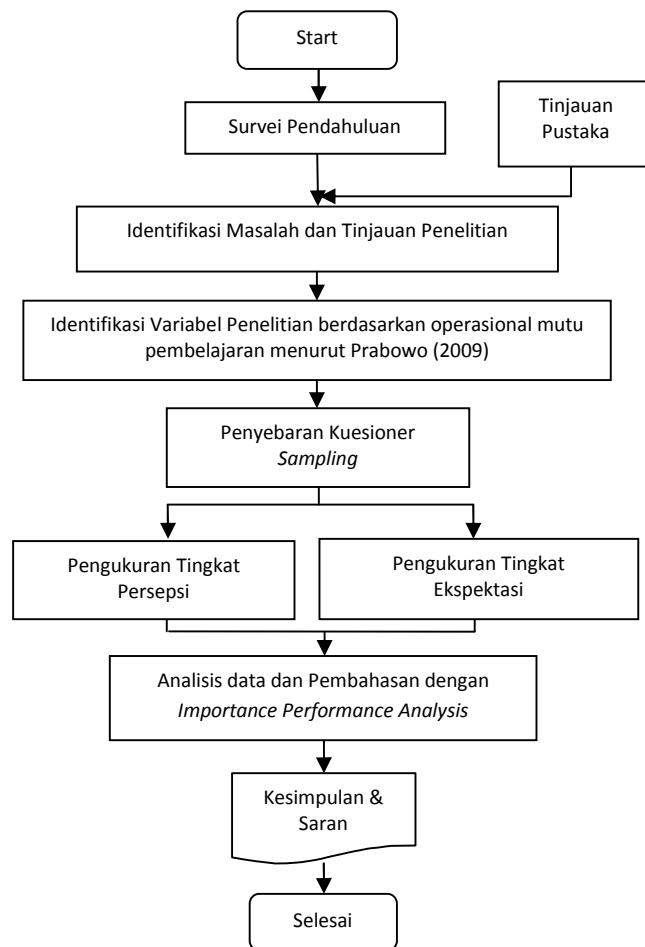 Start
Survei Pendahuluan
Tinjauan
Pustaka
Identifikasi Masalah dan Tinjauan Penelitian
Identifikasi Variabel Penelitian berdasarkan operasional mutu
pembelajaran menurut Prabowo (2009)
Penyebaran Kuesioner
Sampling
Pengukuran Tingkat
Persepsi
Pengukuran Tingkat
Ekspektasi
Analisis data dan Pembahasan dengan
Importance Performance Analysis
Kesimpulan &
Saran
Selesai